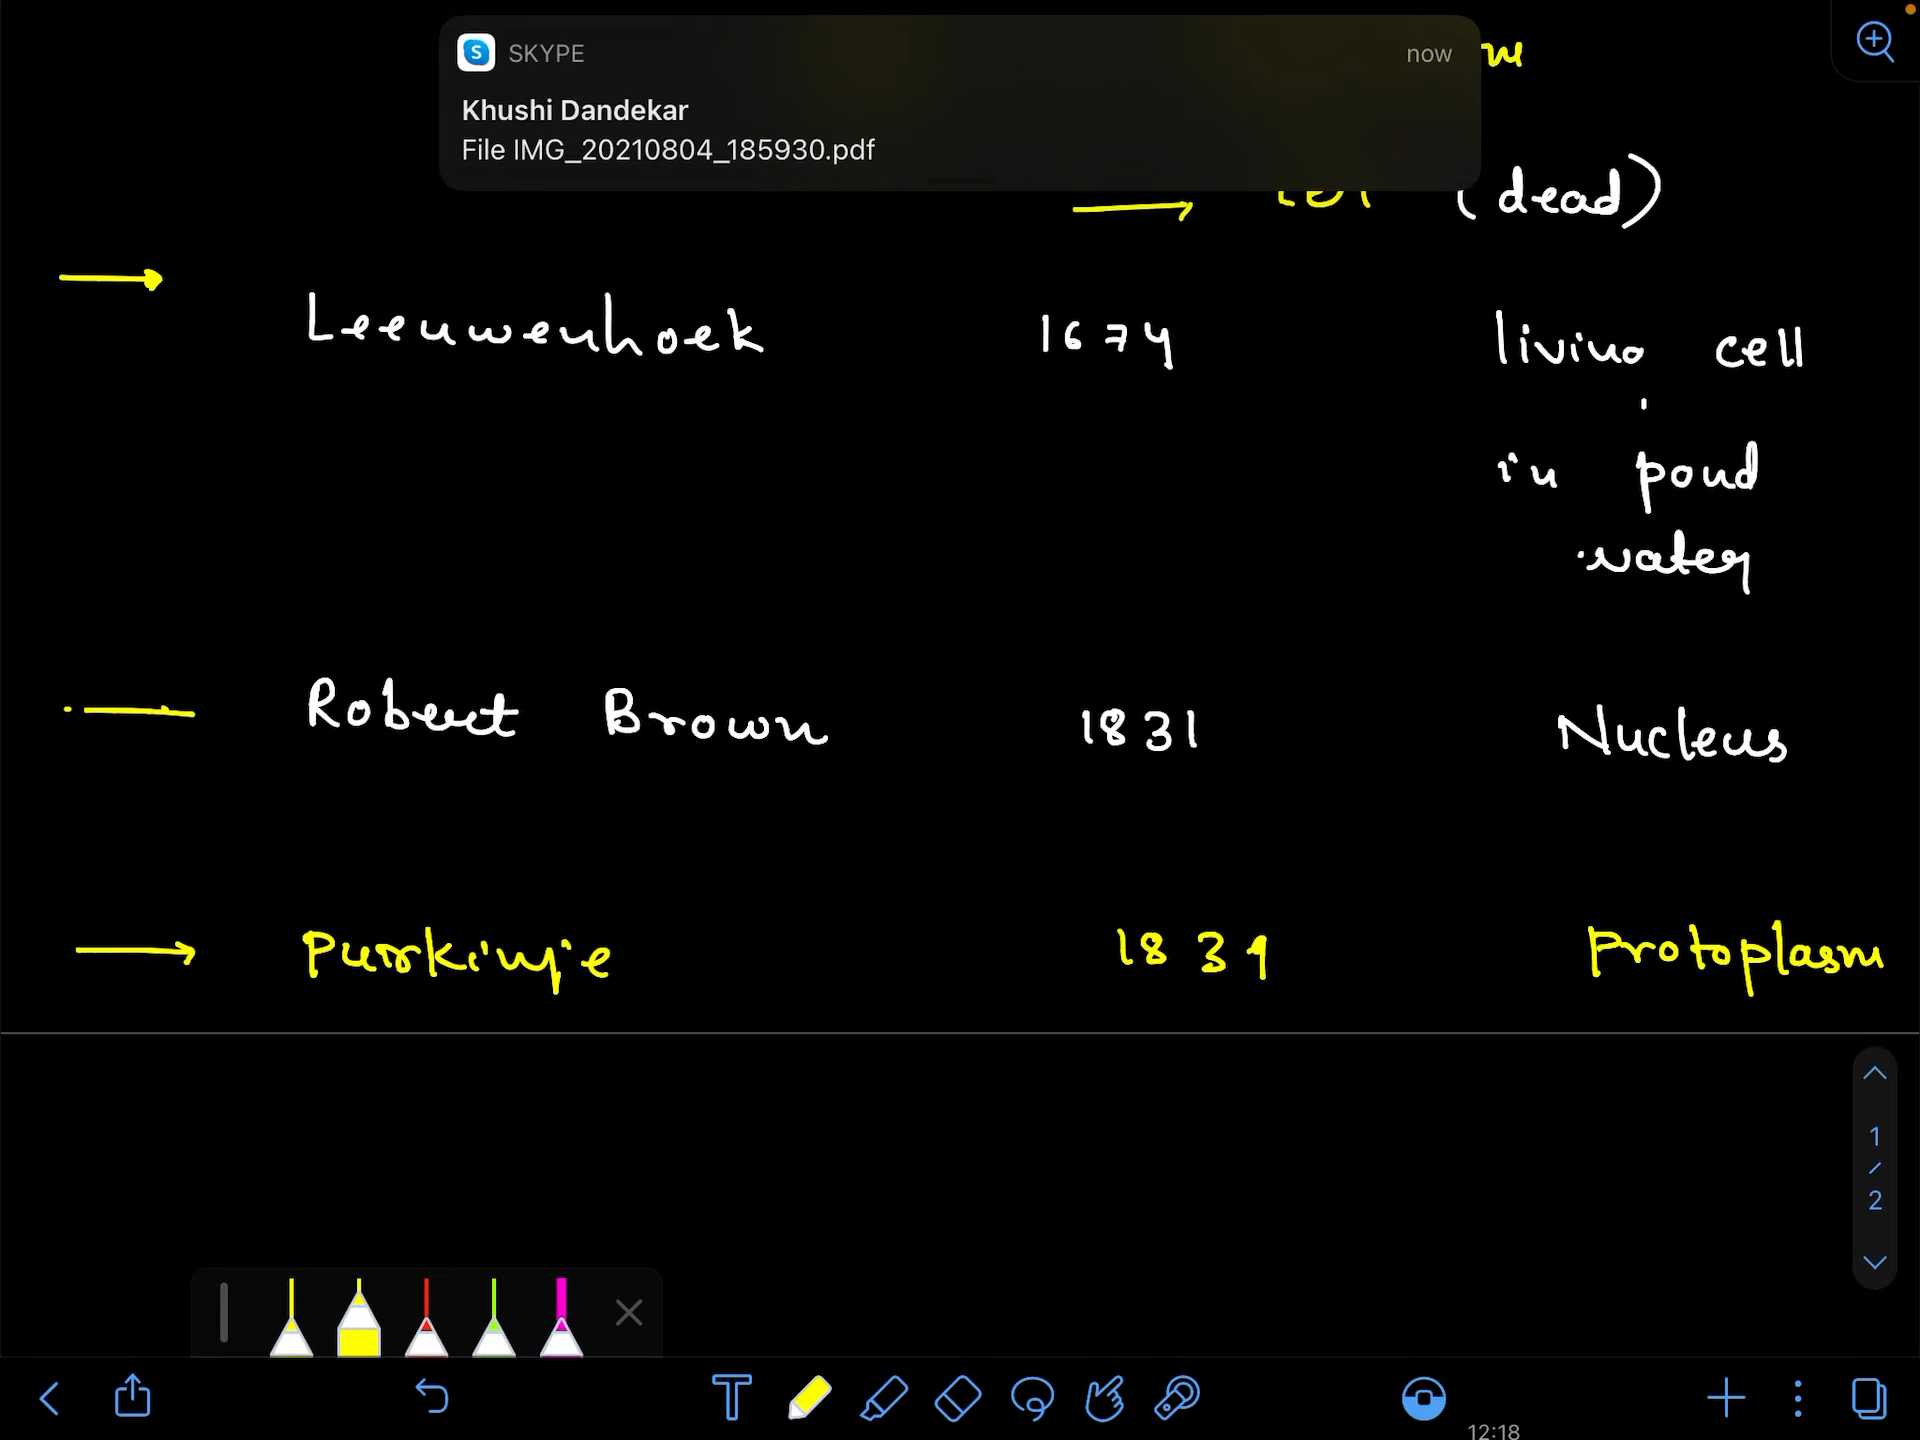 SKYPE now
Khushi Dandekar
File IMG_20210804_185930.pdf
(dead)
Leeuwenhoek 1674 living cell
in pond
water
Robert Brown 1831 Nucleus
Purkinje 1839 Protoplasm
1
/
2
T
12:18